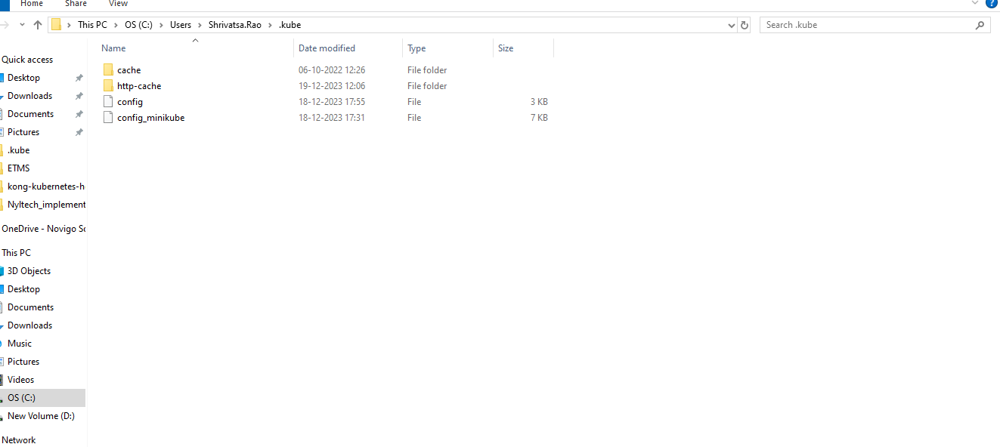 Home Share View
This PC > OS (C:) > Users > Shrivatsa.Rao > .kube
Search .kube
Name Date modified Type Size
cache 06-10-2022 12:26 File folder
http-cache 19-12-2023 12:06 File folder
config 18-12-2023 17:55 File 3 KB
config_minikube 18-12-2023 17:31 File 7 KB
Quick access
Desktop
Downloads
Documents
Pictures
.kube
ETMS
kong-kubernetes-h
Nyltech_implement
OneDrive - Novigo So
This PC
3D Objects
Desktop
Documents
Downloads
Music
Pictures
Videos
OS (C:)
New Volume (D:)
Network